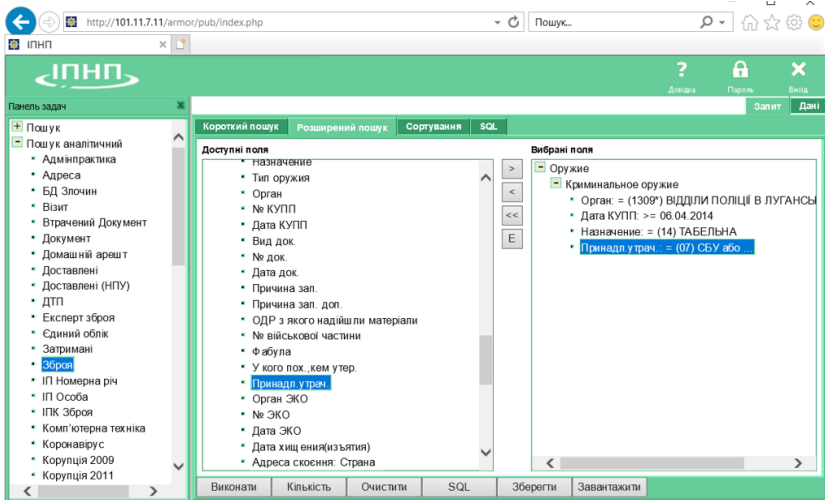 http://101.11.7.11/armor/pub/index.php
Пошук...
ІПНП
ІПНП
Довідка
Пароль
Вихід
Панель задач
Запит
Дані
Пошук
Пошук аналітичний
Адмінпрактика
Адреса
БД Злочин
Візит
Втрачений Документ
Документ
Домашній арешт
Доставлені
Доставлені (НПУ)
ДТП
Експерт зброя
Єдиний облік
Затримані
Зброя
ІП Номерна річ
ІП Особа
ІПК Зброя
Комп'ютерна техніка
Коронавірус
Корупція 2009
Корупція 2011
Короткий пошук
Розширений пошук
Сортування
SQL
Доступні поля
Назначение
Тип оружия
Орган
№ КУПП
Дата КУПП
Вид док.
№ док.
Дата док.
Причина зап.
Причина зап. доп.
ОДР з якого надійшли матеріали
№ військової частини
Фабула
У кого пох.,кем утер.
Принадл.утрач.
Орган ЭКО
№ ЭКО
Дата ЭКО
Дата хищения(изъятия)
Адреса скоєння: Страна
>
<
<<
E
Вибрані поля
Оружие
Криминальное оружие
Орган: = (1309*) ВІДДІЛИ ПОЛІЦІЇ В ЛУГАНСЬ
Дата КУПП: >= 06.04.2014
Назначение: = (14) ТАБЕЛЬНА
Принадл.утрач.: = (07) СБУ або ...
Виконати
Кількість
Очистити
SQL
Зберегти
Завантажити